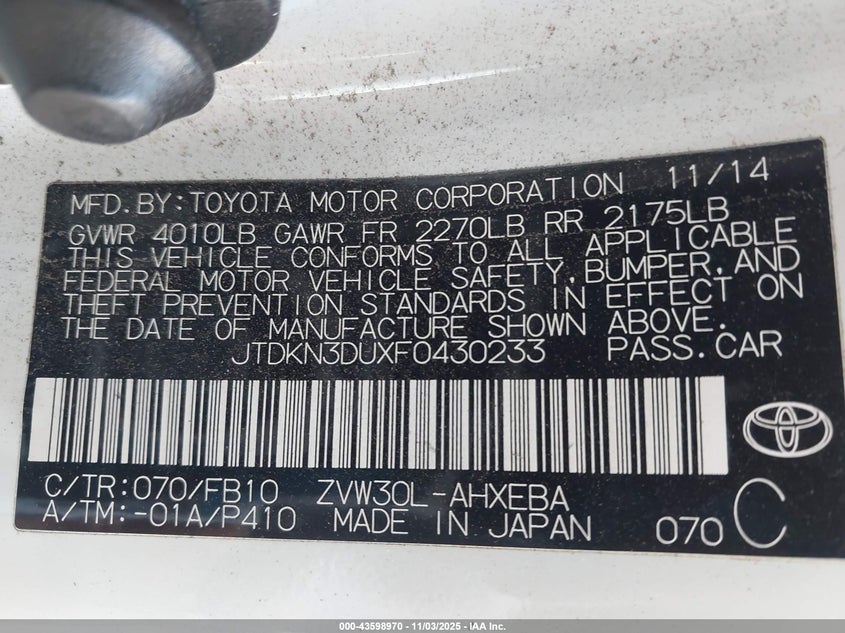 MFD.BY:TOYOTA MOTOR CORPORATION 11/14
GVWR 4010LB GAWR FR 2270LB RR 2175LB
THIS VEHICLE CONFORMS TO ALL APPLICABLE
FEDERAL MOTOR VEHICLE SAFETY,BUMPER,AND
THEFT PREVENTION STANDARDS IN EFFECT ON
THE DATE OF MANUFACTURE SHOWN ABOVE.
JTDKN3DUXF0430233 PASS.CAR
C/TR:070/FB10 ZVW30L-AHXEBA
A/TM:-01A/P410 MADE IN JAPAN 070 C
000-43598970 - 11/03/2025 - IAA Inc.